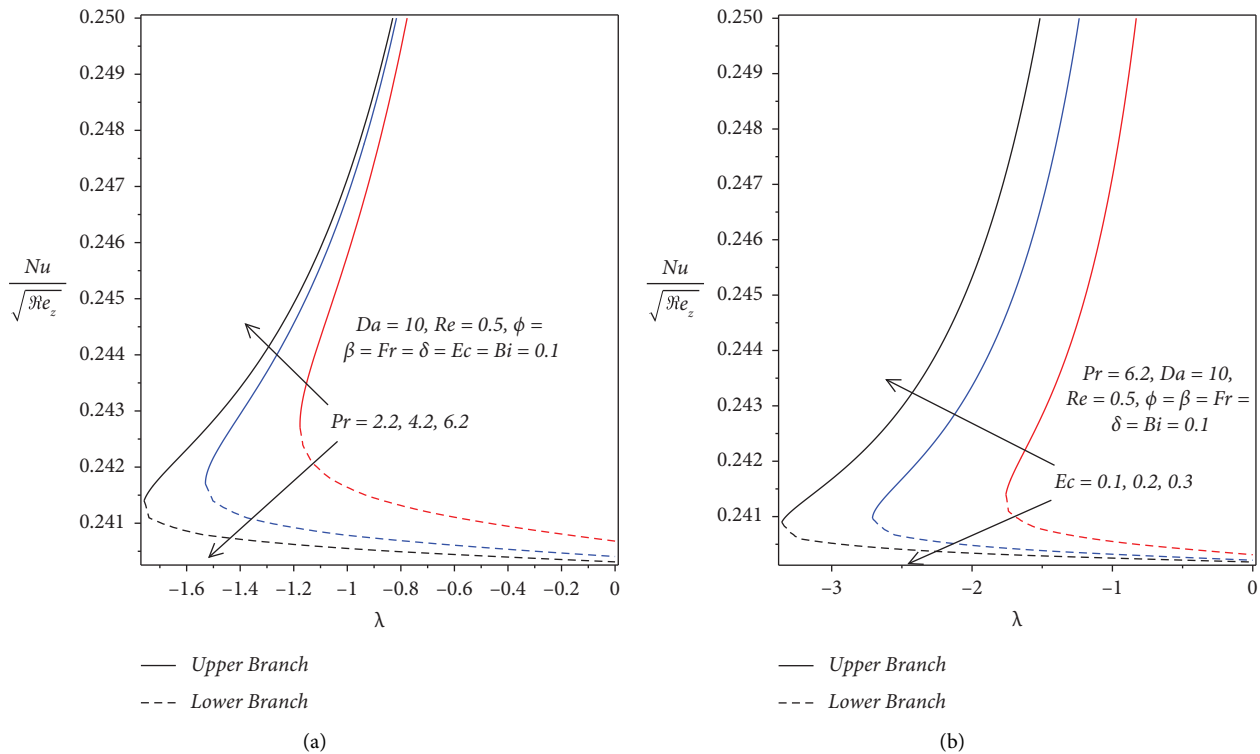 0.250
0.249
0.248
0.247
0.246
0.245
0.244
0.243
0.242
0.241
Nu
√ℜe_z
Da = 10, Re = 0.5, ϕ =
β = Fr = δ = Ec = Bi = 0.1
Pr = 2.2, 4.2, 6.2
−1.6 −1.4 −1.2 −1 −0.8 −0.6 −0.4 −0.2 0
λ
Upper Branch
Lower Branch
(a)
0.250
0.249
0.248
0.247
0.246
0.245
0.244
0.243
0.242
0.241
Nu
√ℜe_z
Pr = 6.2, Da = 10,
Re = 0.5, ϕ = β = Fr =
δ = Bi = 0.1
Ec = 0.1, 0.2, 0.3
−3 −2 −1 0
λ
Upper Branch
Lower Branch
(b)